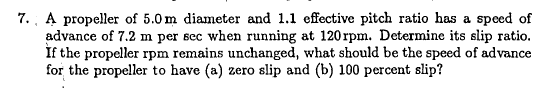 7. A propeller of 5.0 m diameter and 1.1 effective pitch ratio has a speed of
advance of 7.2 m per sec when running at 120 rpm. Determine its slip ratio.
If the propeller rpm remains unchanged, what should be the speed of advance
for the propeller to have (a) zero slip and (b) 100 percent slip?